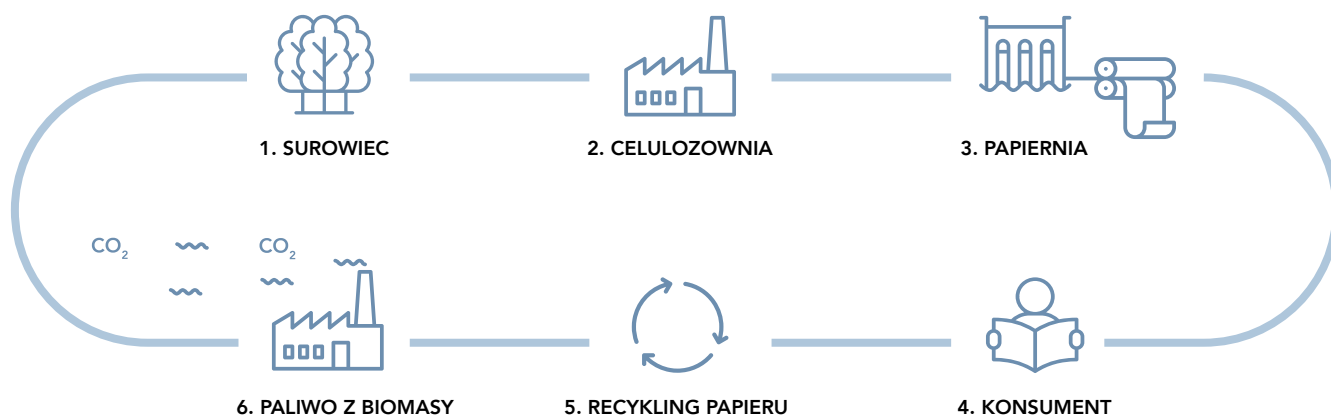 1. SUROWIEC
2. CELULOZOWNIA
3. PAPIERNIA
CO₂
CO₂
6. PALIWO Z BIOMASY
5. RECYKLING PAPIERU
4. KONSUMENT